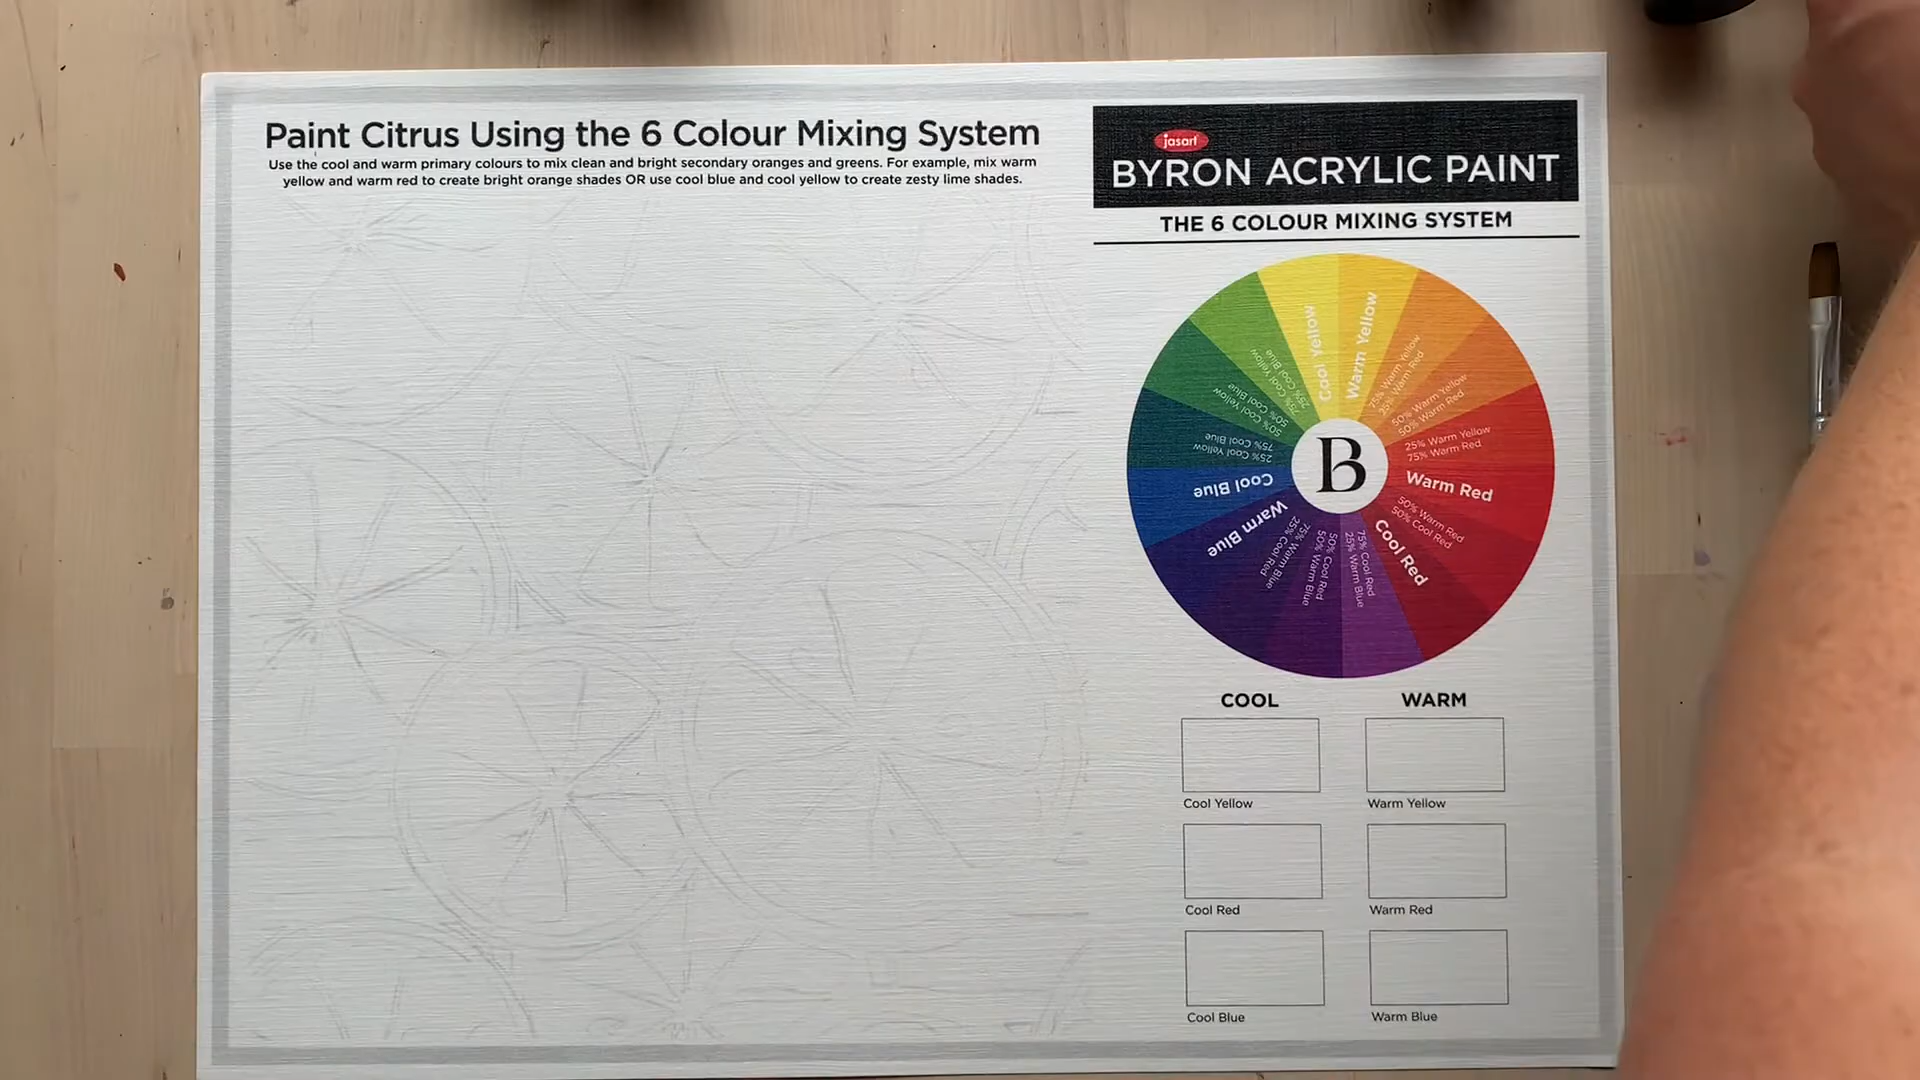 Paint Citrus Using the 6 Colour Mixing System
Use the cool and warm primary colours to mix clean and bright secondary oranges and greens. For example, mix warm
yellow and warm red to create bright orange shades OR use cool blue and cool yellow to create zesty lime shades.
jasart
BYRON ACRYLIC PAINT
THE 6 COLOUR MIXING SYSTEM
Cool Yellow
Warm Yellow
75% Warm Yellow
25% Warm Red
50% Warm Yellow
50% Warm Red
25% Warm Yellow
75% Warm Red
Warm Red
50% Warm Red
50% Cool Red
Cool Red
75% Cool Red
25% Warm Blue
50% Cool Red
50% Warm Blue
75% Warm Blue
25% Cool Red
Warm Blue
Cool Blue
75% Cool Blue
25% Cool Yellow
50% Cool Blue
50% Cool Yellow
75% Cool Yellow
25% Cool Blue
B
COOL
WARM
Cool Yellow
Warm Yellow
Cool Red
Warm Red
Cool Blue
Warm Blue